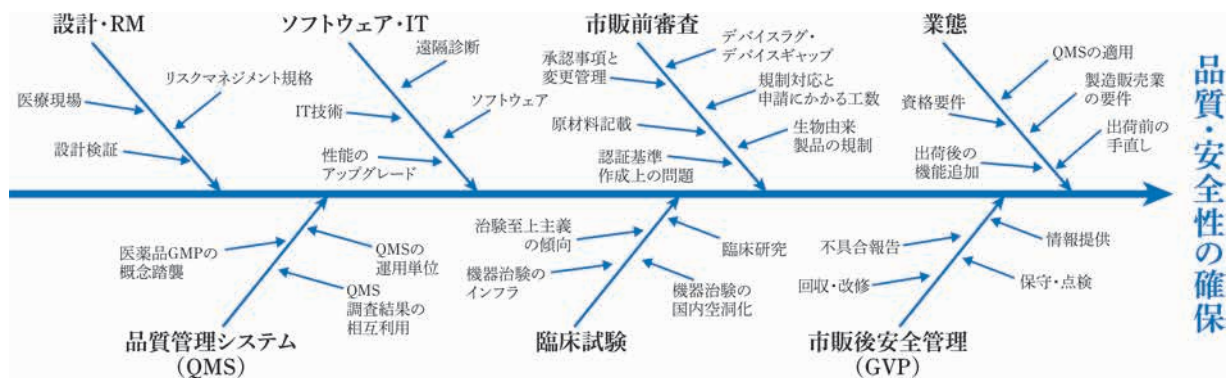 設計・RM
医療現場
リスクマネジメント規格
設計検証
ソフトウェア・IT
遠隔診断
IT技術
ソフトウェア
性能の
アップグレード
市販前審査
デバイスラグ・
デバイスギャップ
承認事項と
変更管理
規制対応と
申請にかかる工数
原材料記載
生物由来
製品の規制
認証基準
作成上の問題
業態
QMSの適用
資格要件
製造販売業
の要件
出荷前の
手直し
出荷後の
機能追加
品質・安全性の確保
医薬品GMPの
概念踏襲
QMSの
運用単位
QMS
調査結果の
相互利用
品質管理システム
(QMS)
治験至上主義
の傾向
臨床研究
機器治験の
インフラ
機器治験の
国内空洞化
臨床試験
不具合報告
情報提供
回収・改修
保守・点検
市販後安全管理
(GVP)